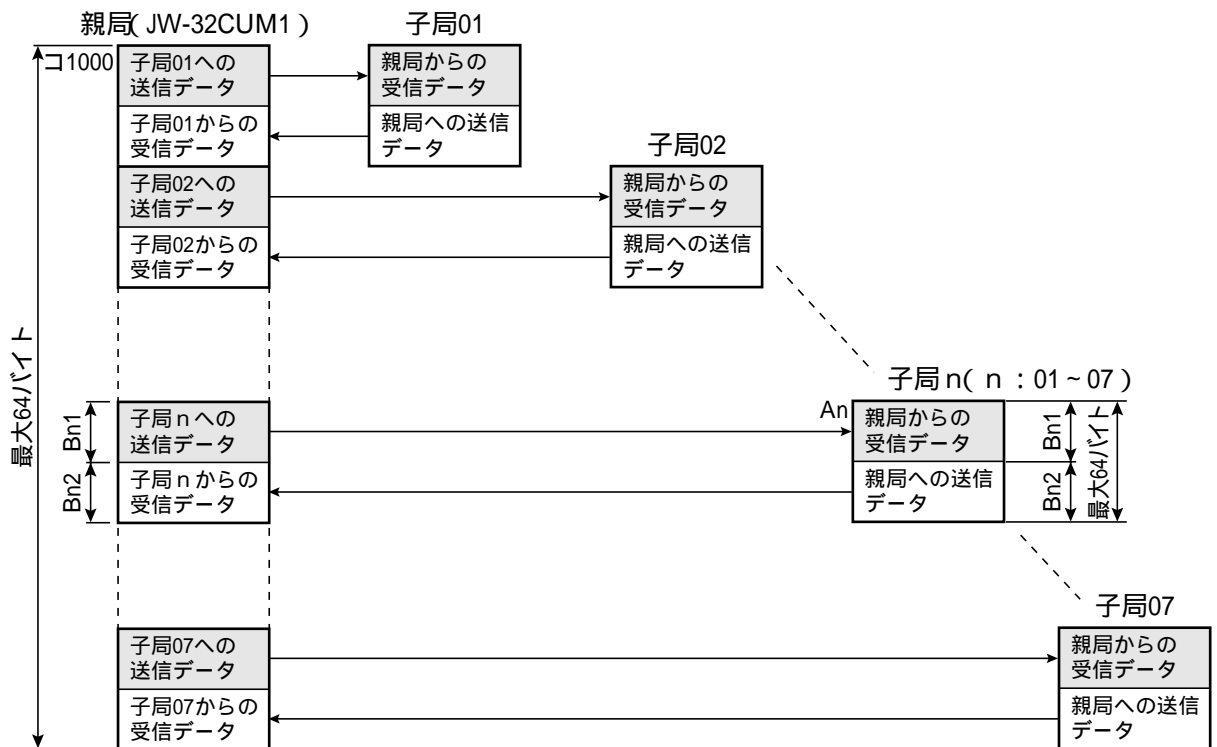 親局(JW-32CUM1)
子局01
コ1000
子局01への
送信データ
親局からの
受信データ
子局01からの
受信データ
親局への送信
データ
子局02
子局02への
送信データ
親局からの
受信データ
子局02からの
受信データ
親局への送信
データ
最大64バイト
子局n(n:01~07)
Bn1
子局nへの
送信データ
An
親局からの
受信データ
Bn1
Bn2
子局nからの
受信データ
親局への送信
データ
Bn2
最大64バイト
子局07
子局07への
送信データ
親局からの
受信データ
子局07からの
受信データ
親局への送信
データ